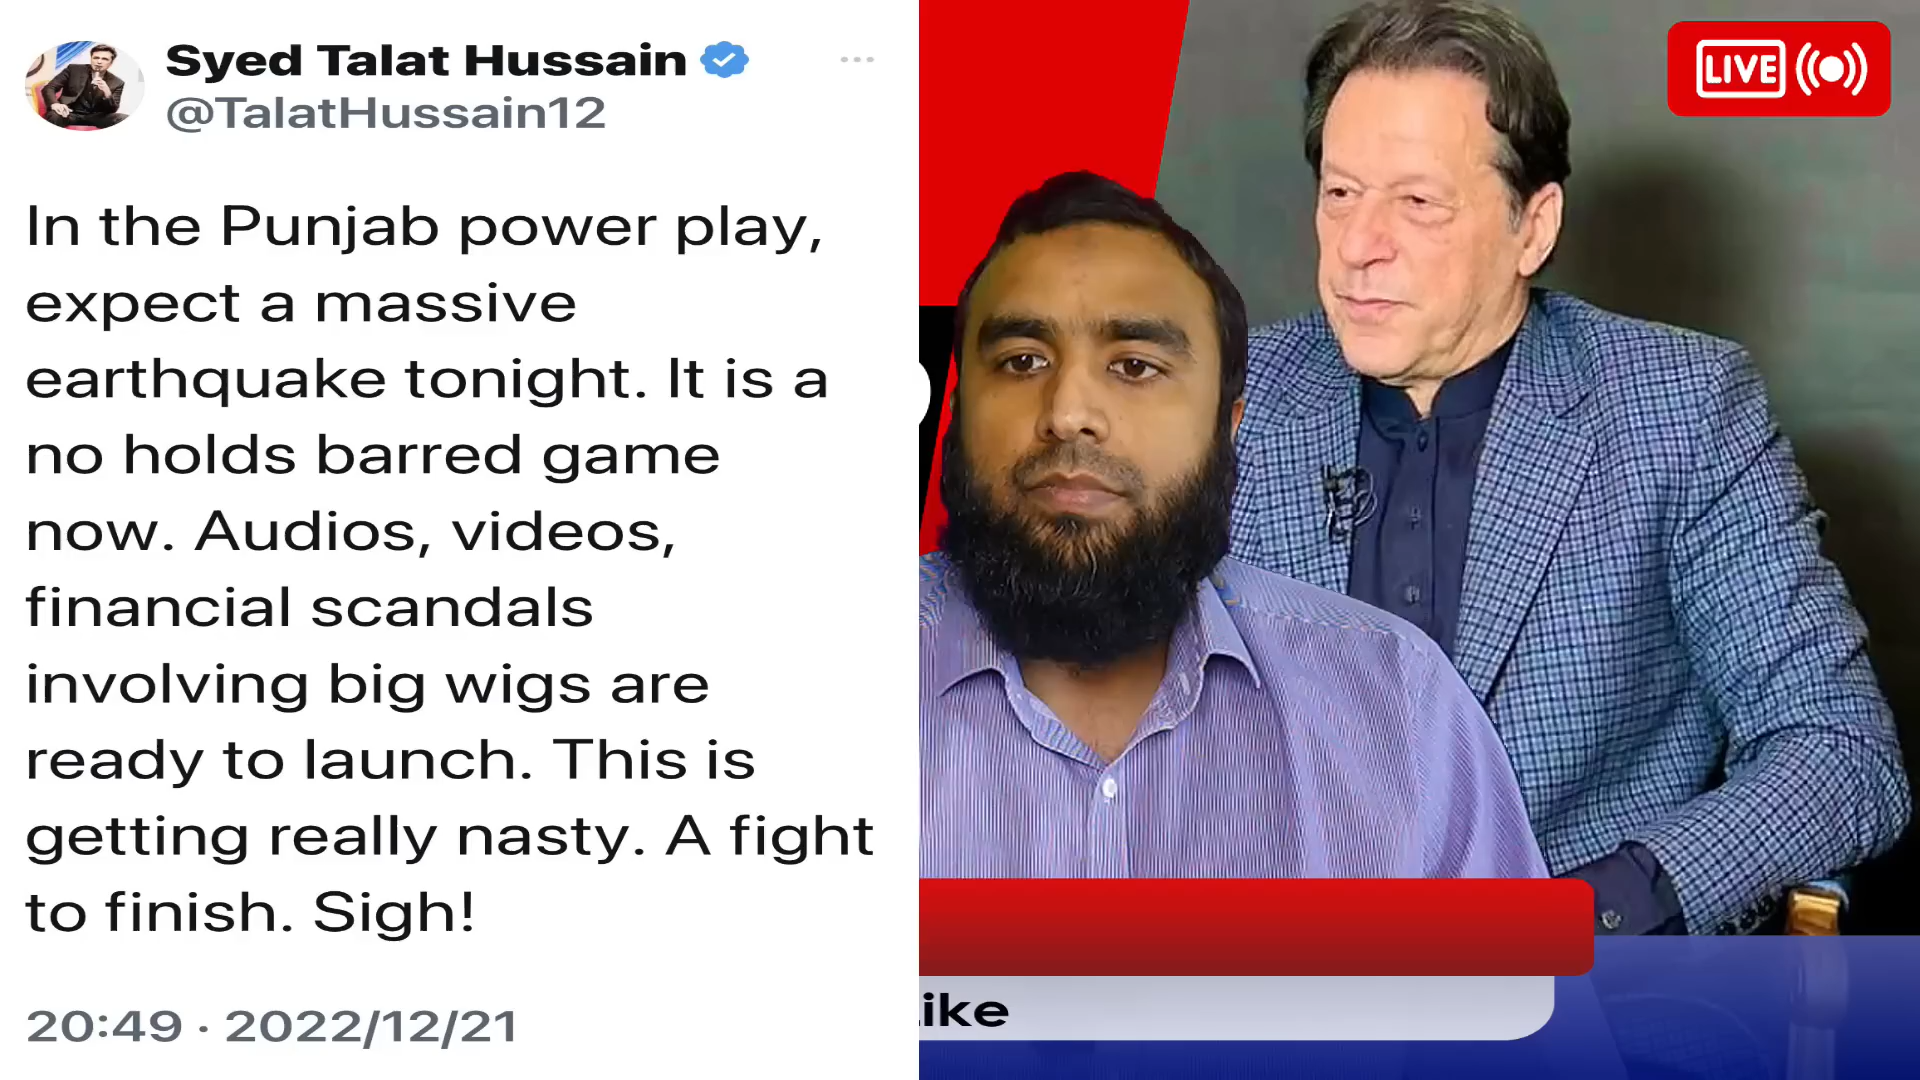 Syed Talat Hussain
@TalatHussain12
In the Punjab power play,
expect a massive
earthquake tonight. It is a
no holds barred game
now. Audios, videos,
financial scandals
involving big wigs are
ready to launch. This is
getting really nasty. A fight
to finish. Sigh!
20:49 · 2022/12/21
LIVE
ike